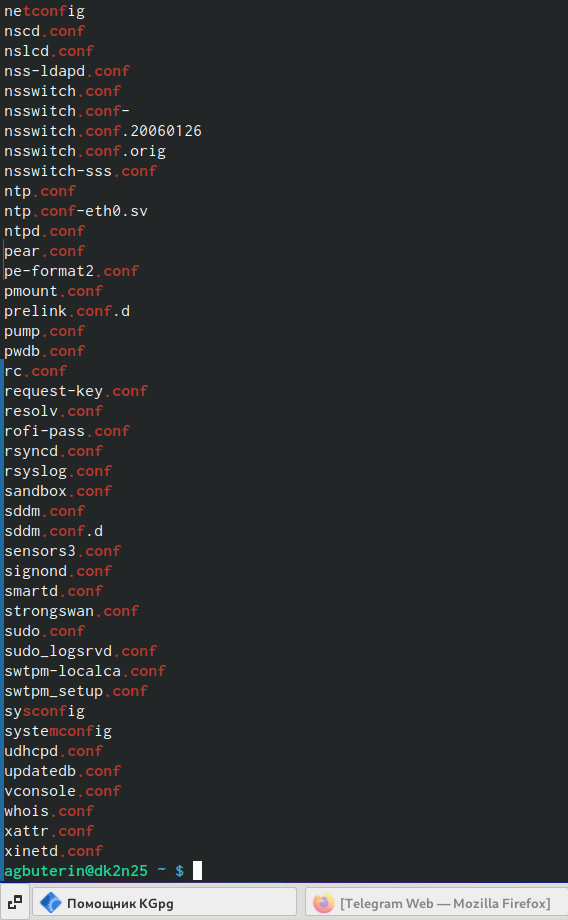 netconfig
nscd.conf
nslcd.conf
nss-ldapd.conf
nsswitch.conf
nsswitch.conf-
nsswitch.conf.20060126
nsswitch.conf.orig
nsswitch-sss.conf
ntp.conf
ntp.conf-eth0.sv
ntpd.conf
pear.conf
pe-format2.conf
pmount.conf
prelink.conf.d
pump.conf
pwdb.conf
rc.conf
request-key.conf
resolv.conf
rofi-pass.conf
rsyncd.conf
rsyslog.conf
sandbox.conf
sddm.conf
sddm.conf.d
sensors3.conf
signond.conf
smartd.conf
strongswan.conf
sudo.conf
sudo_logsrvd.conf
swtpm-localca.conf
swtpm_setup.conf
sysconfig
systemconfig
udhcpd.conf
updatedb.conf
vconsole.conf
whois.conf
xattr.conf
xinetd.conf
agbuterin@dk2n25 ~ $
Помощник KGpg
[Telegram Web — Mozilla Firefox]